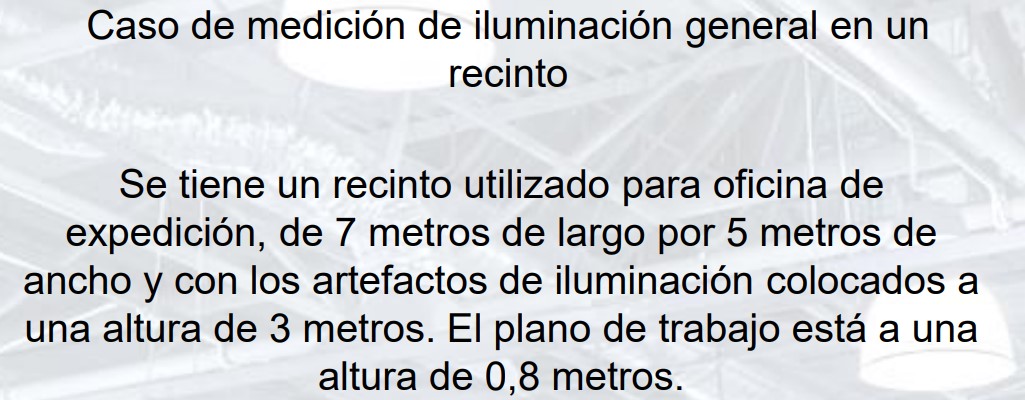 Caso de medición de iluminación general en un
recinto
Se tiene un recinto utilizado para oficina de
expedición, de 7 metros de largo por 5 metros de
ancho y con los artefactos de iluminación colocados a
una altura de 3 metros. El plano de trabajo está a una
altura de 0,8 metros.